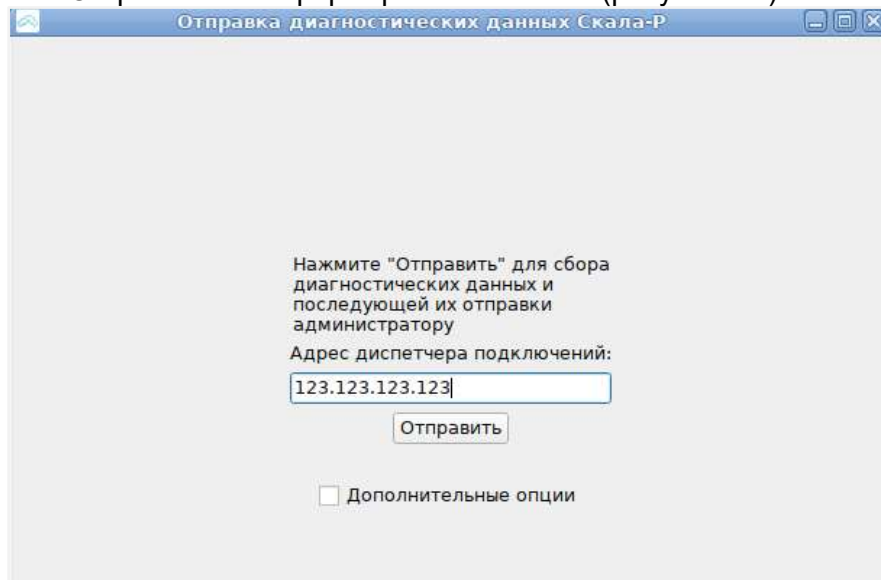 Отправка диагностических данных Скала-Р
Нажмите "Отправить" для сбора
диагностических данных и
последующей их отправки
администратору
Адрес диспетчера подключений:
123.123.123.123
Отправить
Дополнительные опции